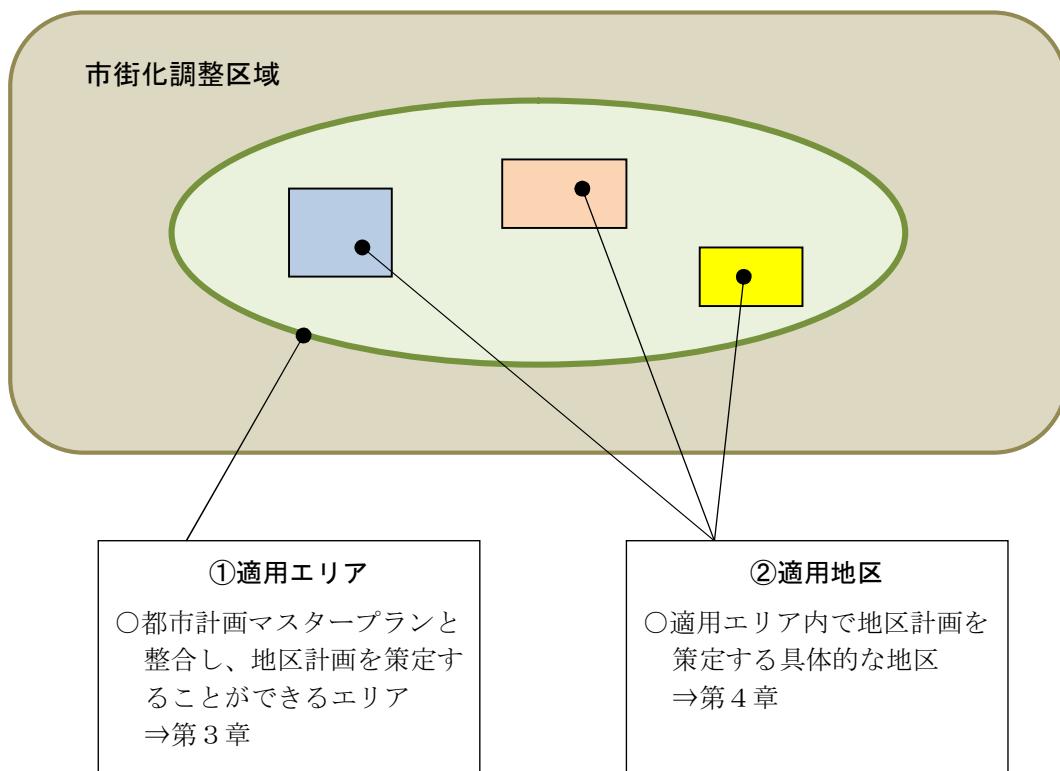 市街化調整区域
①適用エリア
○都市計画マスタープランと
整合し、地区計画を策定す
ることができるエリア
⇒第３章
②適用地区
○適用エリア内で地区計画を
策定する具体的な地区
⇒第４章